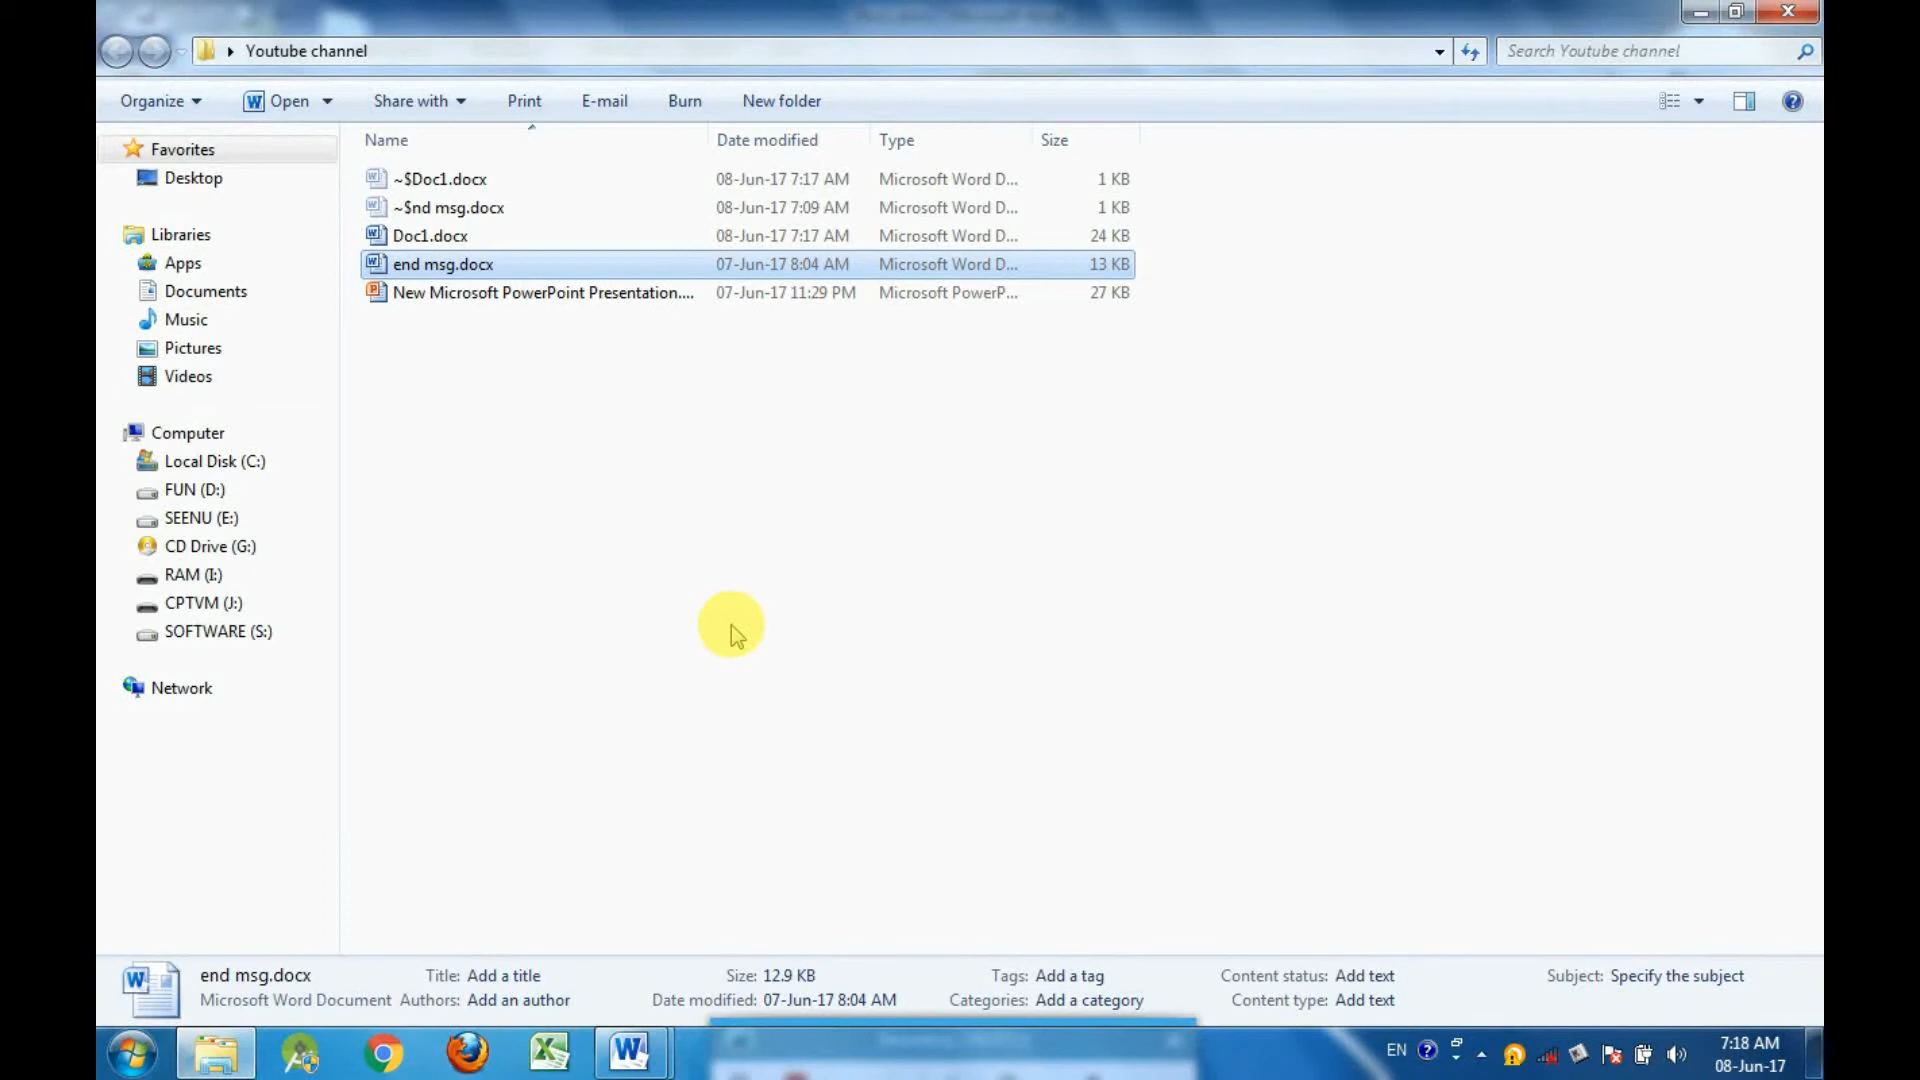 Youtube channel
Search Youtube channel
Organize Open Share with Print E-mail Burn New folder
Name Date modified Type Size
~$Doc1.docx 08-Jun-17 7:17 AM Microsoft Word D... 1 KB
~$nd msg.docx 08-Jun-17 7:09 AM Microsoft Word D... 1 KB
Doc1.docx 08-Jun-17 7:17 AM Microsoft Word D... 24 KB
end msg.docx 07-Jun-17 8:04 AM Microsoft Word D... 13 KB
New Microsoft PowerPoint Presentation.... 07-Jun-17 11:29 PM Microsoft PowerP... 27 KB
Favorites
Desktop
Libraries
Apps
Documents
Music
Pictures
Videos
Computer
Local Disk (C:)
FUN (D:)
SEENU (E:)
CD Drive (G:)
RAM (I:)
CPTVM (J:)
SOFTWARE (S:)
Network
end msg.docx Title: Add a title Size: 12.9 KB Tags: Add a tag Content status: Add text Subject: Specify the subject
Microsoft Word Document Authors: Add an author Date modified: 07-Jun-17 8:04 AM Categories: Add a category Content type: Add text
EN
7:18 AM
08-Jun-17